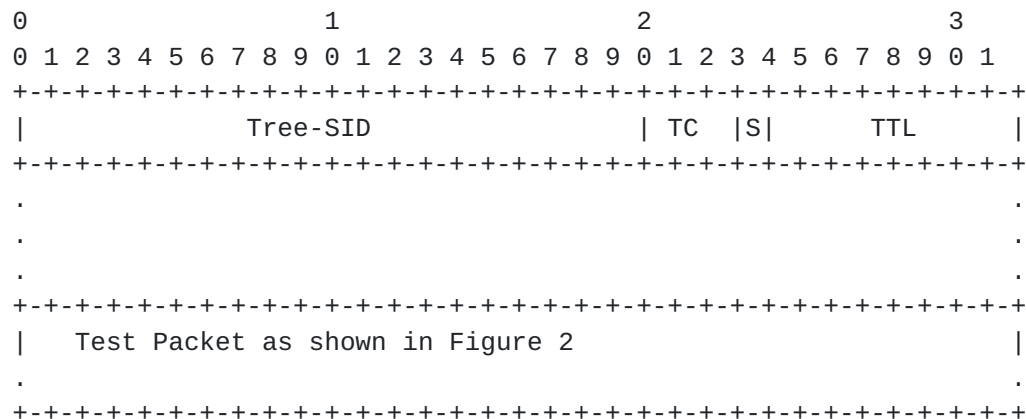 0                   1                   2                   3
0 1 2 3 4 5 6 7 8 9 0 1 2 3 4 5 6 7 8 9 0 1 2 3 4 5 6 7 8 9 0 1
+-+-+-+-+-+-+-+-+-+-+-+-+-+-+-+-+-+-+-+-+-+-+-+-+-+-+-+-+-+-+-+-+
|              Tree-SID                 | TC  |S|      TTL      |
+-+-+-+-+-+-+-+-+-+-+-+-+-+-+-+-+-+-+-+-+-+-+-+-+-+-+-+-+-+-+-+-+
.                                                               .
.                                                               .
.                                                               .
+-+-+-+-+-+-+-+-+-+-+-+-+-+-+-+-+-+-+-+-+-+-+-+-+-+-+-+-+-+-+-+-+
|   Test Packet as shown in Figure 2                            |
.                                                               .
+-+-+-+-+-+-+-+-+-+-+-+-+-+-+-+-+-+-+-+-+-+-+-+-+-+-+-+-+-+-+-+-+